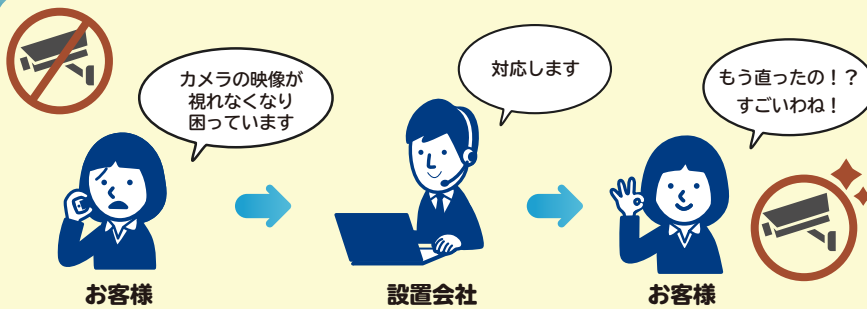 カメラの映像が
視れなくなり
困っています
対応します
もう直ったの！？
すごいわね！
お客様
設置会社
お客様